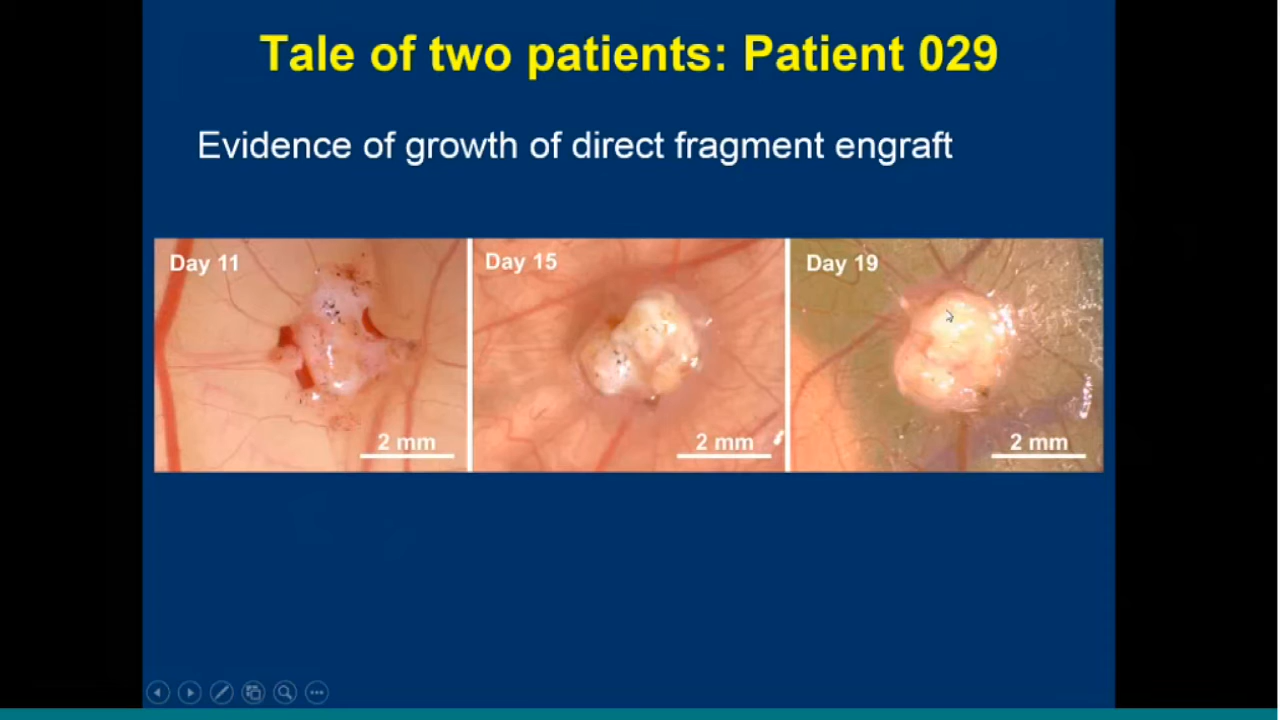 Tale of two patients: Patient 029
Evidence of growth of direct fragment engraft
Day 11
Day 15
Day 19
2 mm
2 mm
2 mm